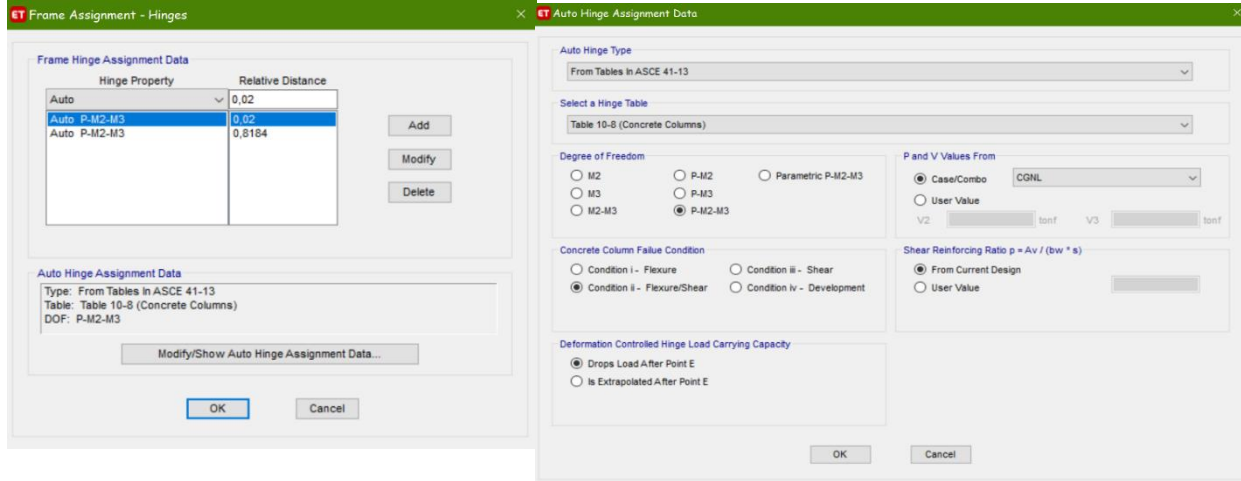 ET Frame Assignment - Hinges
Frame Hinge Assignment Data
Hinge Property Relative Distance
Auto 0,02
Auto P-M2-M3 0,02
Auto P-M2-M3 0,8184
Add
Modify
Delete
Auto Hinge Assignment Data
Type: From Tables In ASCE 41-13
Table: Table 10-8 (Concrete Columns)
DOF: P-M2-M3
Modify/Show Auto Hinge Assignment Data...
OK Cancel
ET Auto Hinge Assignment Data
Auto Hinge Type
From Tables In ASCE 41-13
Select a Hinge Table
Table 10-8 (Concrete Columns)
Degree of Freedom
M2 P-M2 Parametric P-M2-M3
M3 P-M3
M2-M3 P-M2-M3
P and V Values From
Case/Combo CGNL
User Value
V2 tonf V3 tonf
Concrete Column Failue Condition
Condition i - Flexure Condition iii - Shear
Condition ii - Flexure/Shear Condition iv - Development
Shear Reinforcing Ratio p = Av / (bw * s)
From Current Design
User Value
Deformation Controlled Hinge Load Carrying Capacity
Drops Load After Point E
Is Extrapolated After Point E
OK Cancel